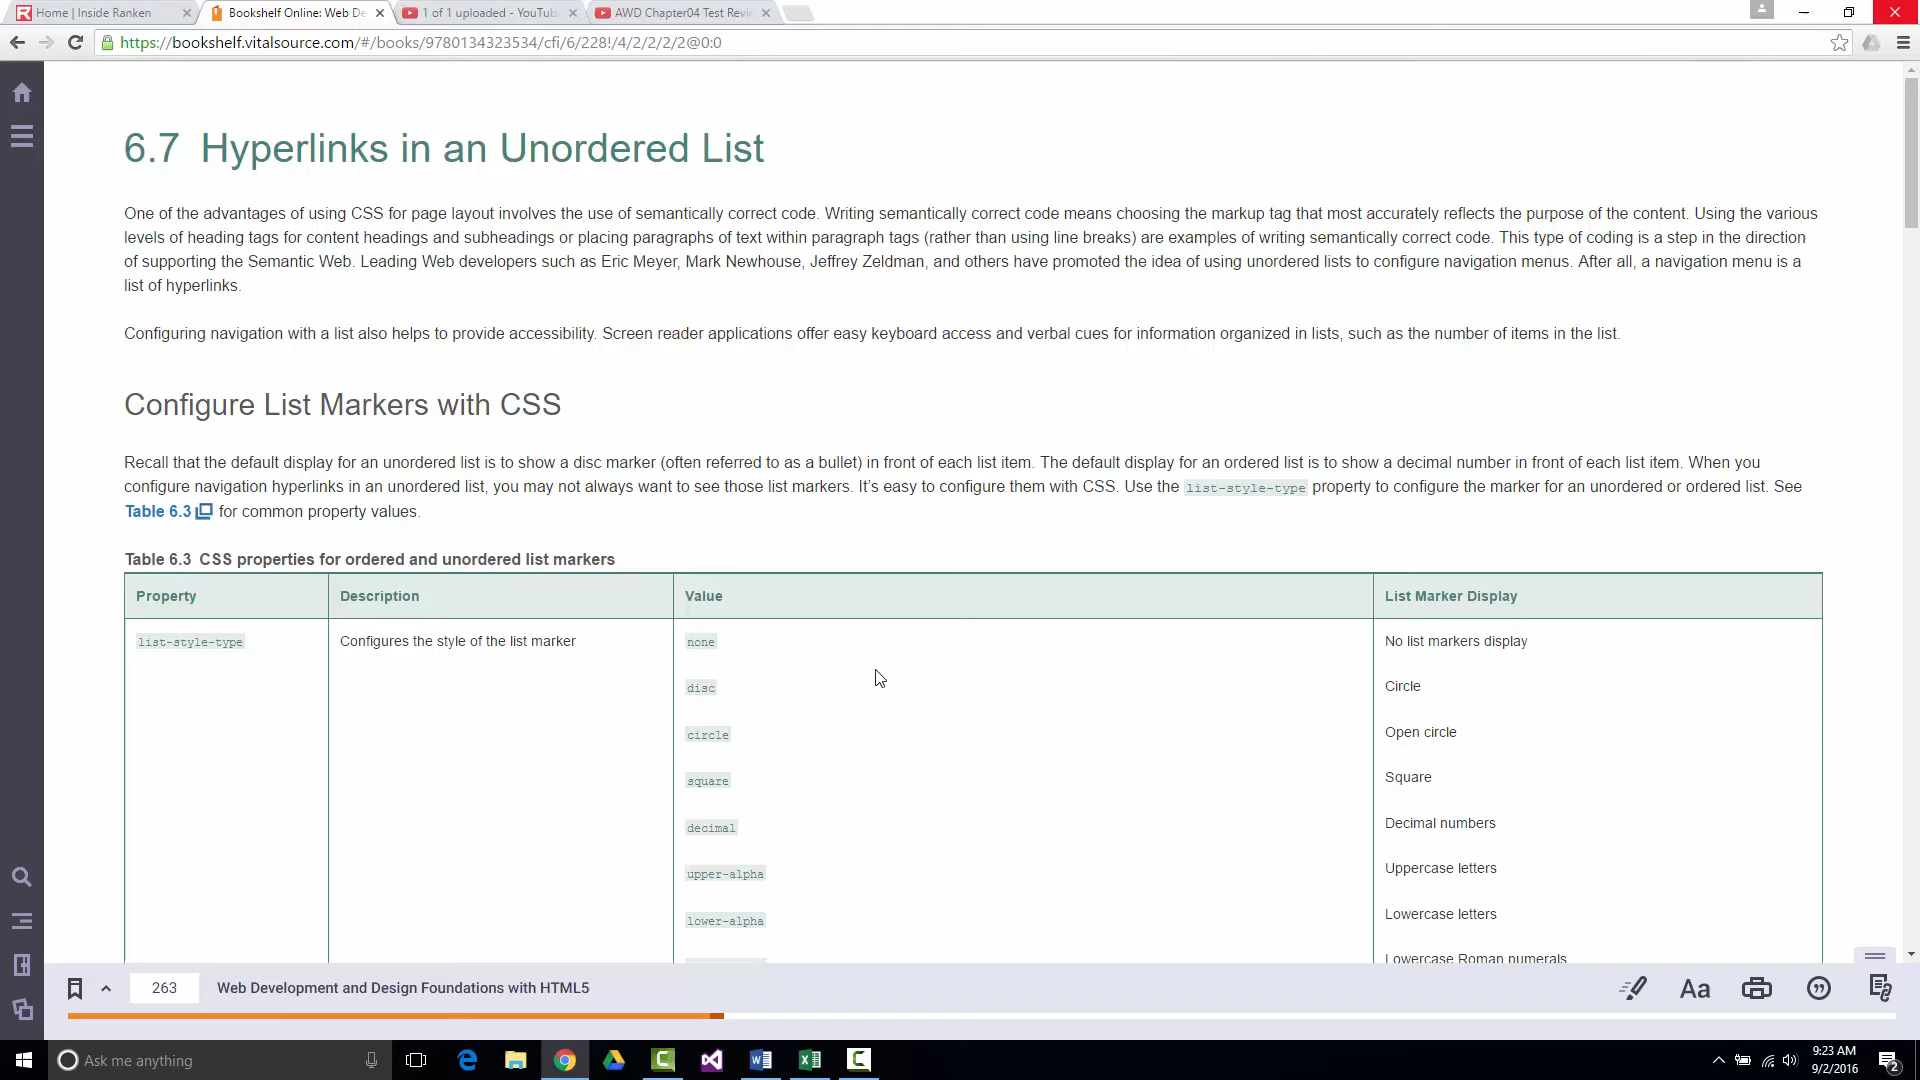 Home | Inside Ranken
Bookshelf Online: Web De
1 of 1 uploaded - YouTub
AWD Chapter04 Test Revi
https://bookshelf.vitalsource.com/#/books/9780134323534/cfi/6/228!/4/2/2/2/2@0:0
6.7 Hyperlinks in an Unordered List
One of the advantages of using CSS for page layout involves the use of semantically correct code. Writing semantically correct code means choosing the markup tag that most accurately reflects the purpose of the content. Using the various
levels of heading tags for content headings and subheadings or placing paragraphs of text within paragraph tags (rather than using line breaks) are examples of writing semantically correct code. This type of coding is a step in the direction
of supporting the Semantic Web. Leading Web developers such as Eric Meyer, Mark Newhouse, Jeffrey Zeldman, and others have promoted the idea of using unordered lists to configure navigation menus. After all, a navigation menu is a
list of hyperlinks.
Configuring navigation with a list also helps to provide accessibility. Screen reader applications offer easy keyboard access and verbal cues for information organized in lists, such as the number of items in the list.
Configure List Markers with CSS
Recall that the default display for an unordered list is to show a disc marker (often referred to as a bullet) in front of each list item. The default display for an ordered list is to show a decimal number in front of each list item. When you
configure navigation hyperlinks in an unordered list, you may not always want to see those list markers. It’s easy to configure them with CSS. Use the list-style-type property to configure the marker for an unordered or ordered list. See
Table 6.3 for common property values.
Table 6.3 CSS properties for ordered and unordered list markers
Property Description Value List Marker Display
list-style-type Configures the style of the list marker none No list markers display
disc Circle
circle Open circle
square Square
decimal Decimal numbers
upper-alpha Uppercase letters
lower-alpha Lowercase letters
Lowercase Roman numerals
263 Web Development and Design Foundations with HTML5 Aa
Ask me anything
9:23 AM
9/2/2016
2